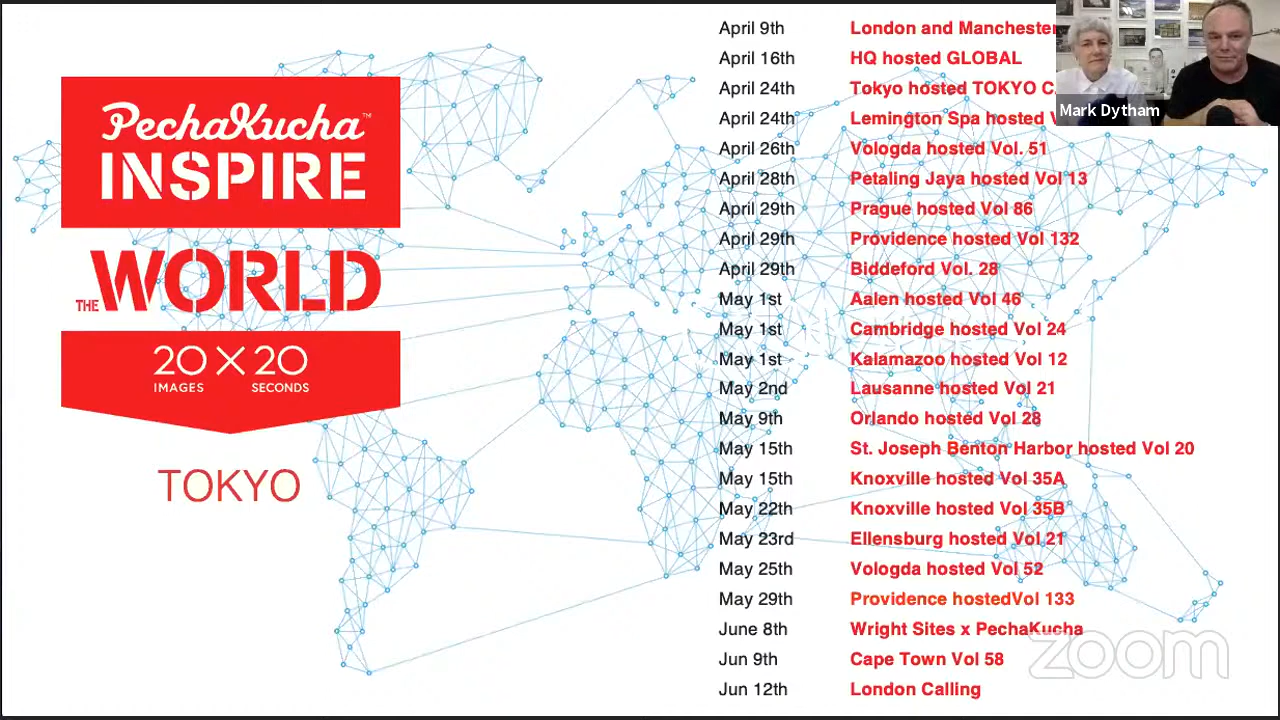 PechaKucha™
INSPIRE
THE WORLD
20 X 20
IMAGES SECONDS
TOKYO
April 9th London and Manchester
April 16th HQ hosted GLOBAL
April 24th Tokyo hosted TOKYO
April 24th Lemington Spa hosted
April 26th Vologda hosted Vol. 51
April 28th Petaling Jaya hosted Vol 13
April 29th Prague hosted Vol 86
April 29th Providence hosted Vol 132
April 29th Biddeford Vol. 28
May 1st Aalen hosted Vol 46
May 1st Cambridge hosted Vol 24
May 1st Kalamazoo hosted Vol 12
May 2nd Lausanne hosted Vol 21
May 9th Orlando hosted Vol 28
May 15th St. Joseph Benton Harbor hosted Vol 20
May 15th Knoxville hosted Vol 35A
May 22th Knoxville hosted Vol 35B
May 23rd Ellensburg hosted Vol 21
May 25th Vologda hosted Vol 52
May 29th Providence hostedVol 133
June 8th Wright Sites x PechaKucha
Jun 9th Cape Town Vol 58
Jun 12th London Calling
Mark Dytham
zoom